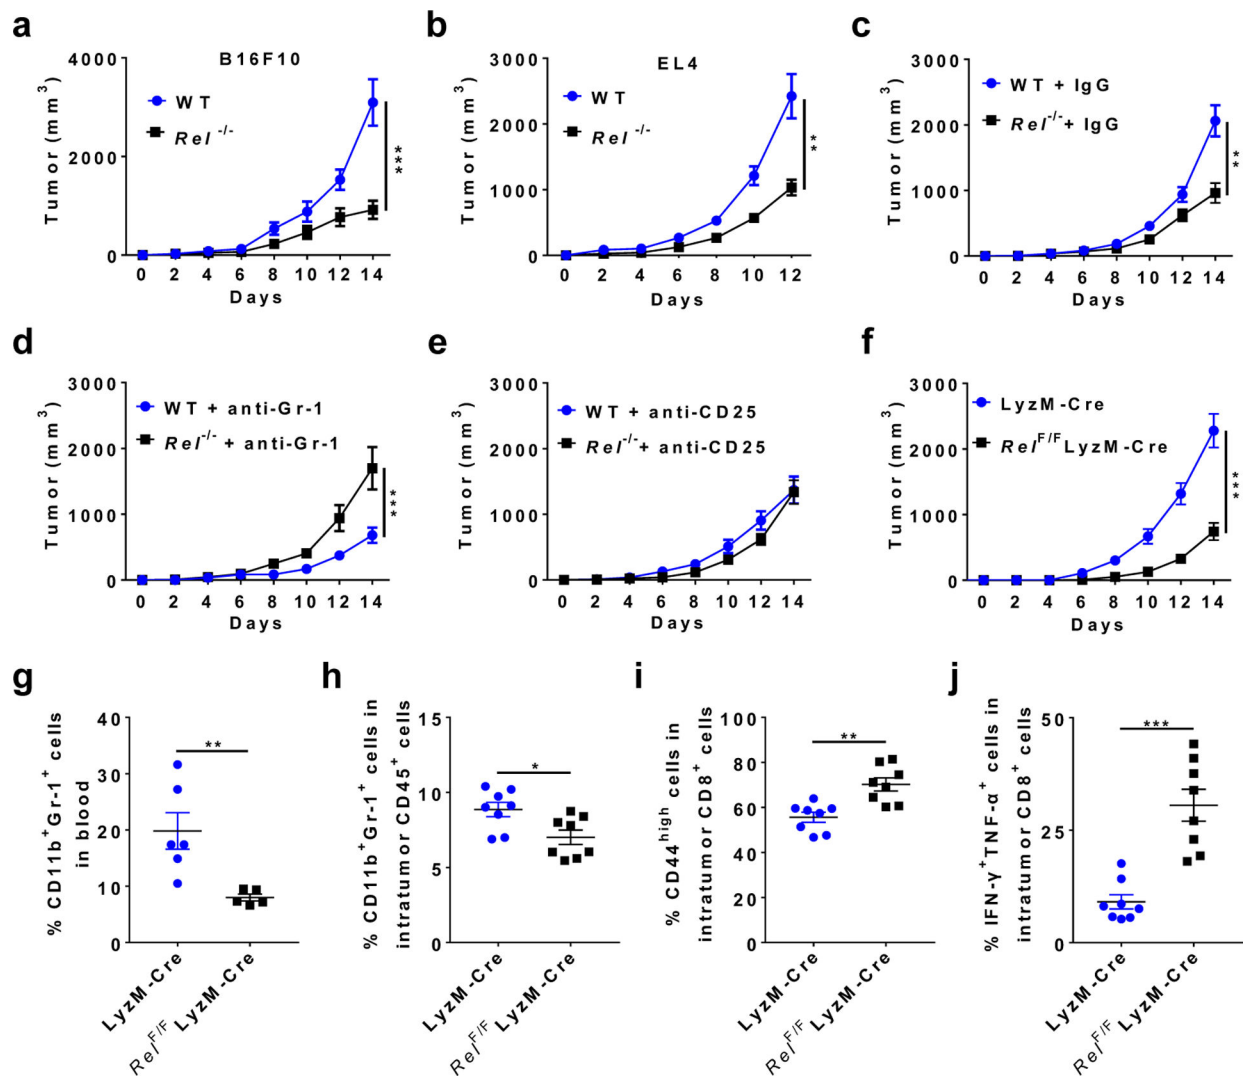 a
B16F10
Tumor (mm³)
4000
2000
0
WT
Rel⁻/⁻
***
0 2 4 6 8 10 12 14
Days
b
EL4
Tumor (mm³)
3000
2000
1000
0
WT
Rel⁻/⁻
**
0 2 4 6 8 10 12
Days
c
Tumor (mm³)
3000
2000
1000
0
WT + IgG
Rel⁻/⁻+ IgG
**
0 2 4 6 8 10 12 14
Days
d
Tumor (mm³)
3000
2000
1000
0
WT + anti-Gr-1
Rel⁻/⁻ + anti-Gr-1
***
0 2 4 6 8 10 12 14
Days
e
Tumor (mm³)
3000
2000
1000
0
WT + anti-CD25
Rel⁻/⁻+ anti-CD25
0 2 4 6 8 10 12 14
Days
f
Tumor (mm³)
3000
2000
1000
0
LyzM-Cre
Rel^F/F LyzM-Cre
***
0 2 4 6 8 10 12 14
Days
g
% CD11b⁺Gr-1⁺ cells
in blood
40
30
20
10
0
**
LyzM-Cre
Rel^F/F LyzM-Cre
h
% CD11b⁺Gr-1⁺ cells in
intratumor CD45⁺ cells
15
10
5
0
*
LyzM-Cre
Rel^F/F LyzM-Cre
i
% CD44^high cells in
intratumor CD8⁺ cells
100
80
60
40
20
0
**
LyzM-Cre
Rel^F/F LyzM-Cre
j
% IFN-γ⁺TNF-α⁺ cells in
intratumor CD8⁺ cells
50
25
0
***
LyzM-Cre
Rel^F/F LyzM-Cre